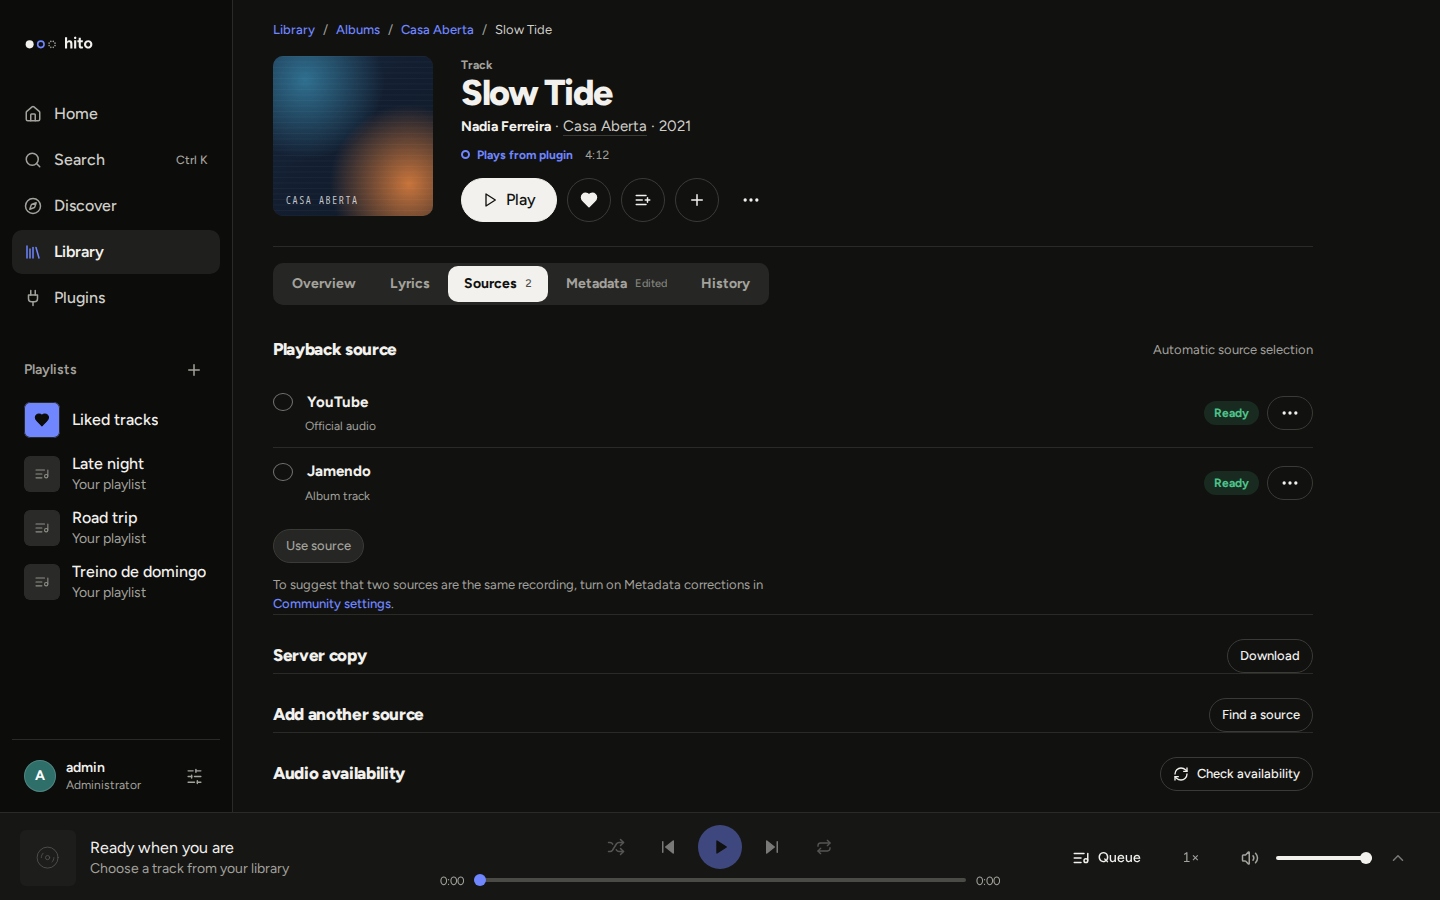 hito
Home
Search Ctrl K
Discover
Library
Plugins
Playlists
Liked tracks
Late night
Your playlist
Road trip
Your playlist
Treino de domingo
Your playlist
A
admin
Administrator
Library / Albums / Casa Aberta / Slow Tide
CASA ABERTA
Track
Slow Tide
Nadia Ferreira · Casa Aberta · 2021
Plays from plugin 4:12
Play
Overview Lyrics Sources 2 Metadata Edited History
Playback source Automatic source selection
YouTube
Official audio
Ready
Jamendo
Album track
Ready
Use source
To suggest that two sources are the same recording, turn on Metadata corrections in
Community settings.
Server copy Download
Add another source Find a source
Audio availability Check availability
Ready when you are
Choose a track from your library
0:00 0:00
Queue 1×